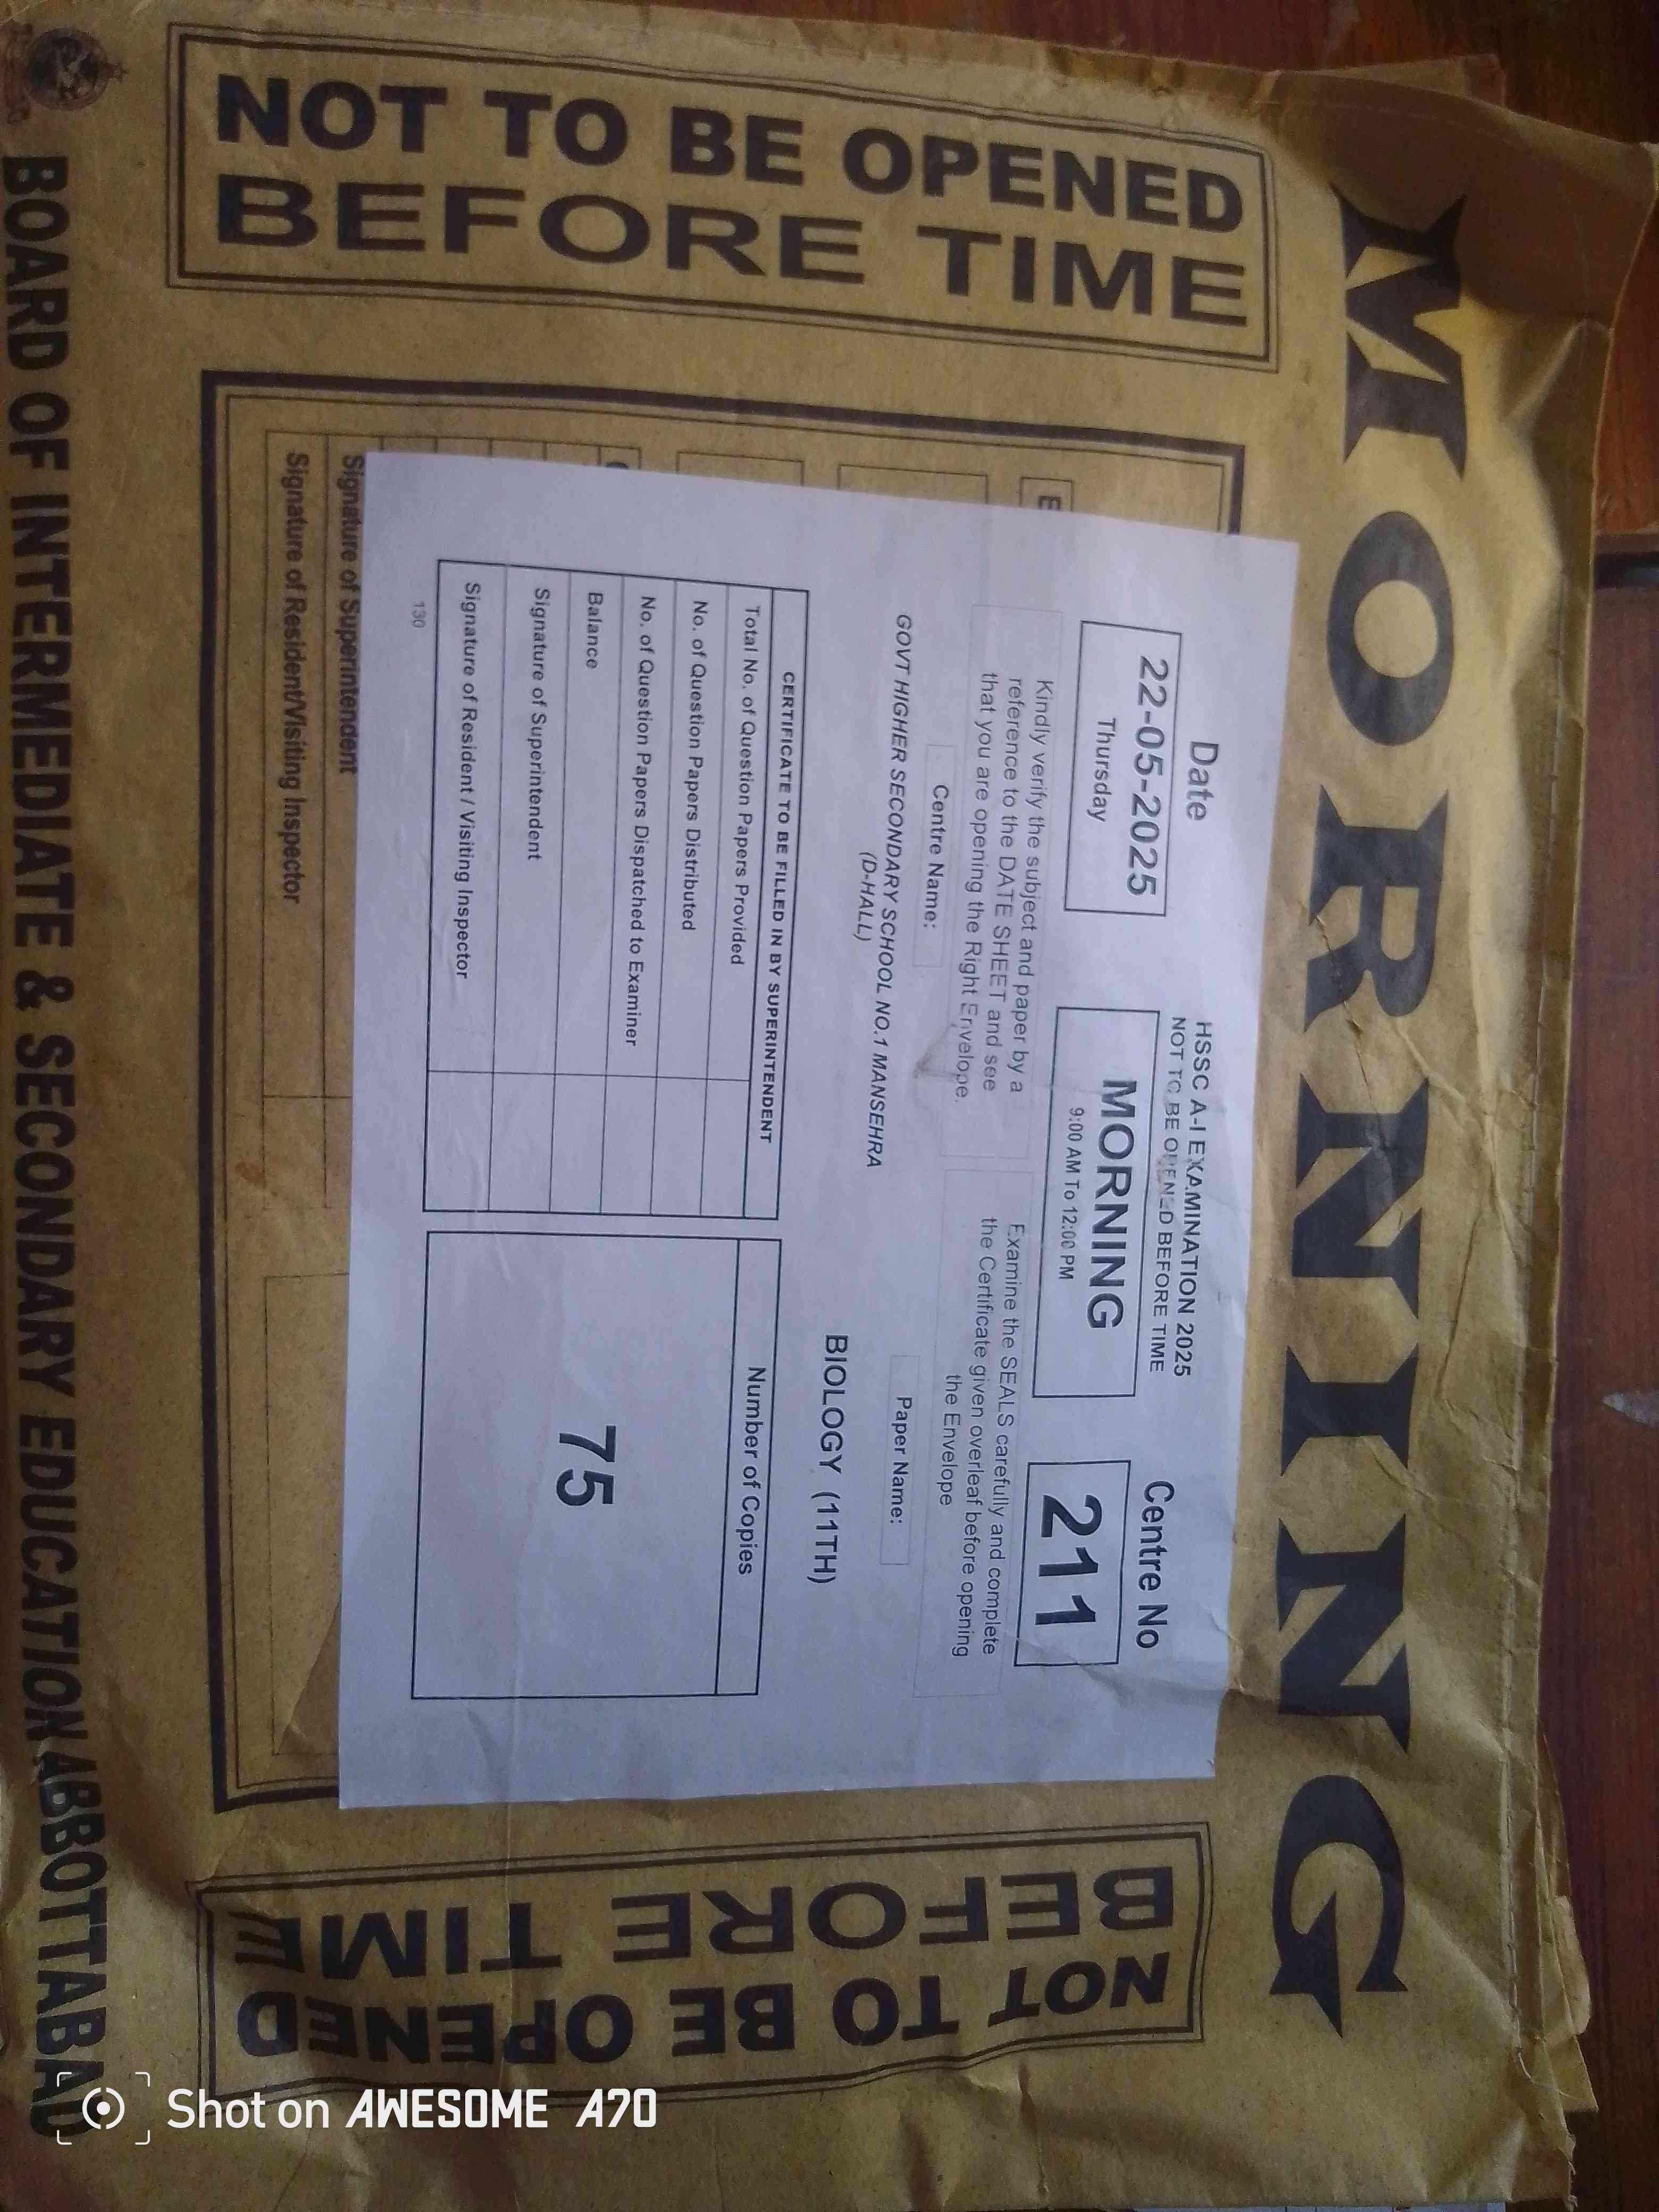 MORNING
NOT TO BE OPENED
BEFORE TIME
Date
22-05-2025
Thursday
HSSC A-I EXAMINATION 2025
NOT TO BE OPENED BEFORE TIME
MORNING
9:00 AM To 12:00 PM
Centre No
211
Kindly verify the subject and paper by a
reference to the DATE SHEET and see
that you are opening the Right Envelope.
Examine the SEALS carefully and complete
the Certificate given overleaf before opening
the Envelope
Centre Name:
GOVT HIGHER SECONDARY SCHOOL NO.1 MANSEHRA
(D-HALL)
Paper Name:
BIOLOGY (11TH)
CERTIFICATE TO BE FILLED IN BY SUPERINTENDENT
Total No. of Question Papers Provided
No. of Question Papers Distributed
No. of Question Papers Dispatched to Examiner
Balance
Signature of Superintendent
Signature of Resident / Visiting Inspector
Number of Copies
75
130
Signature of Superintendent
Signature of Resident/Visiting Inspector
NOT TO BE OPENED
BEFORE TIME
BOARD OF INTERMEDIATE & SECONDARY EDUCATION ABBOTTABAD
Shot on AWESOME A70